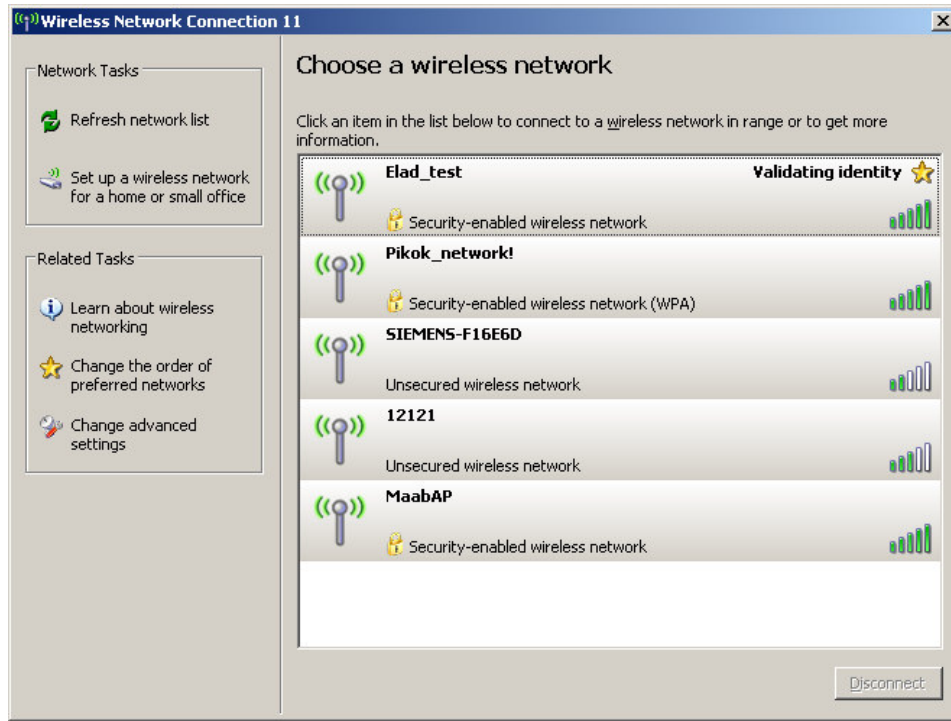 Wireless Network Connection 11
Network Tasks
Refresh network list
Set up a wireless network
for a home or small office
Related Tasks
Learn about wireless
networking
Change the order of
preferred networks
Change advanced
settings
Choose a wireless network
Click an item in the list below to connect to a wireless network in range or to get more
information.
Elad_test Validating identity
Security-enabled wireless network
Pikok_network!
Security-enabled wireless network (WPA)
SIEMENS-F16E6D
Unsecured wireless network
12121
Unsecured wireless network
MaabAP
Security-enabled wireless network
Disconnect